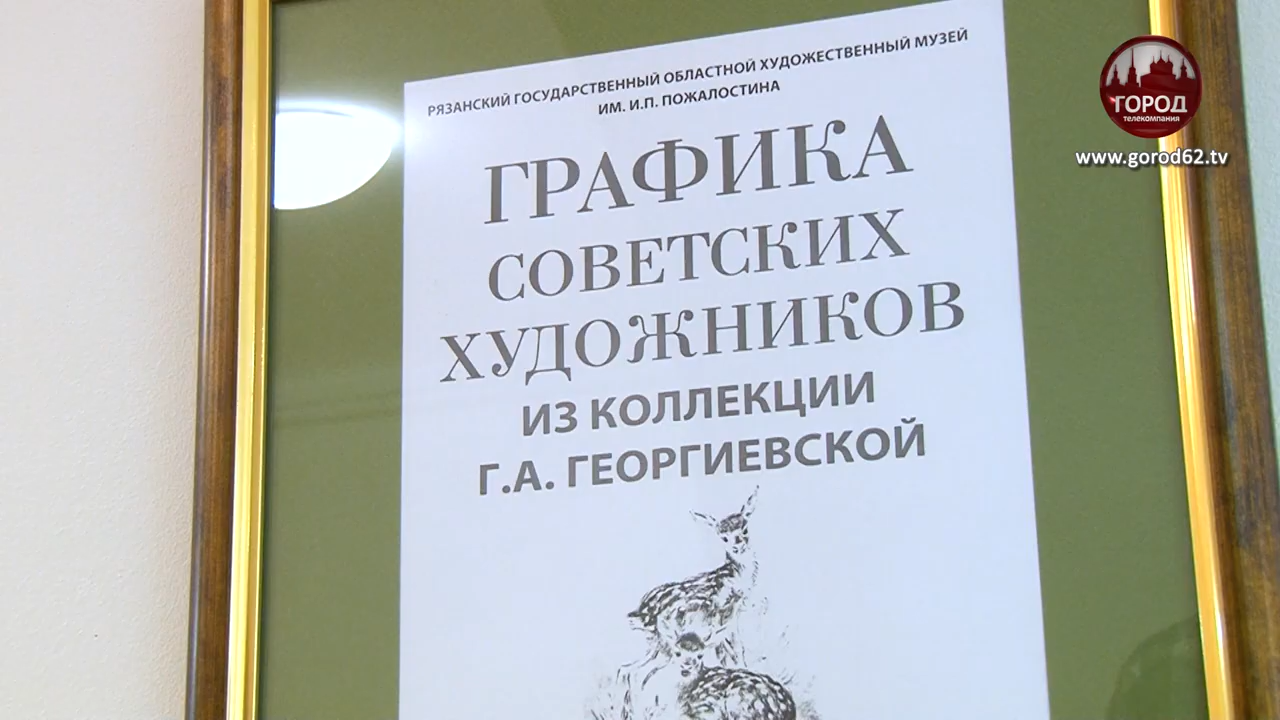 РЯЗАНСКИЙ ГОСУДАРСТВЕННЫЙ ОБЛАСТНОЙ ХУДОЖЕСТВЕННЫЙ МУЗЕЙ
ИМ. И.П. ПОЖАЛОСТИНА
ГРАФИКА
СОВЕТСКИХ
ХУДОЖНИКОВ
ИЗ КОЛЛЕКЦИИ
Г.А. ГЕОРГИЕВСКОЙ
ГОРОД
телекомпания
www.gorod62.tv